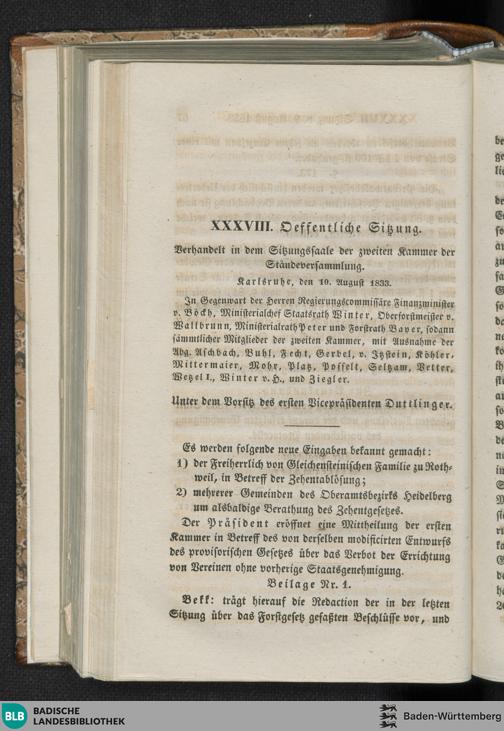 XXXVIII. Oeffentliche Sitzung.
Verhandelt in dem Sitzungssaale der zweiten Kammer der
Ständeversammlung.
Karlsruhe, den 10. August 1833.
In Gegenwart der Herren Regierungscommissäre Finanzminister
v. Böckh, Ministerialchef Staatsrath Winter, Oberforstmeister v.
Wallbrunn, Ministerialrath Peter und Forstrath Bayer, sodann
sämmtlicher Mitglieder der zweiten Kammer, mit Ausnahme der
Abg. Aschbach, Buhl, Fecht, Gerbel, v. Itzstein, Köhler,
Mittermaier, Mohr, Platz, Posselt, Seltzam, Vetter,
Wetzel I., Winter v. H., und Ziegler.
Unter dem Vorsitz des ersten Vicepräsidenten Duttlinger.
Es werden folgende neue Eingaben bekannt gemacht:
1) der Freiherrlich von Gleichensteinischen Familie zu Roth-
weil, in Betreff der Zehentablösung;
2) mehrerer Gemeinden des Oberamtsbezirks Heidelberg
um alsbaldige Berathung des Zehentgesetzes.
Der Präsident eröffnet eine Mittheilung der ersten
Kammer in Betreff des von derselben modificirten Entwurfs
des provisorischen Gesetzes über das Verbot der Errichtung
von Vereinen ohne vorherige Staatsgenehmigung.
Beilage Nr. 1.
Bekk: trägt hierauf die Redaction der in der letzten
Sitzung über das Forstgesetz gefaßten Beschlüsse vor, und
BLB
BADISCHE
LANDESBIBLIOTHEK
Baden-Württemberg